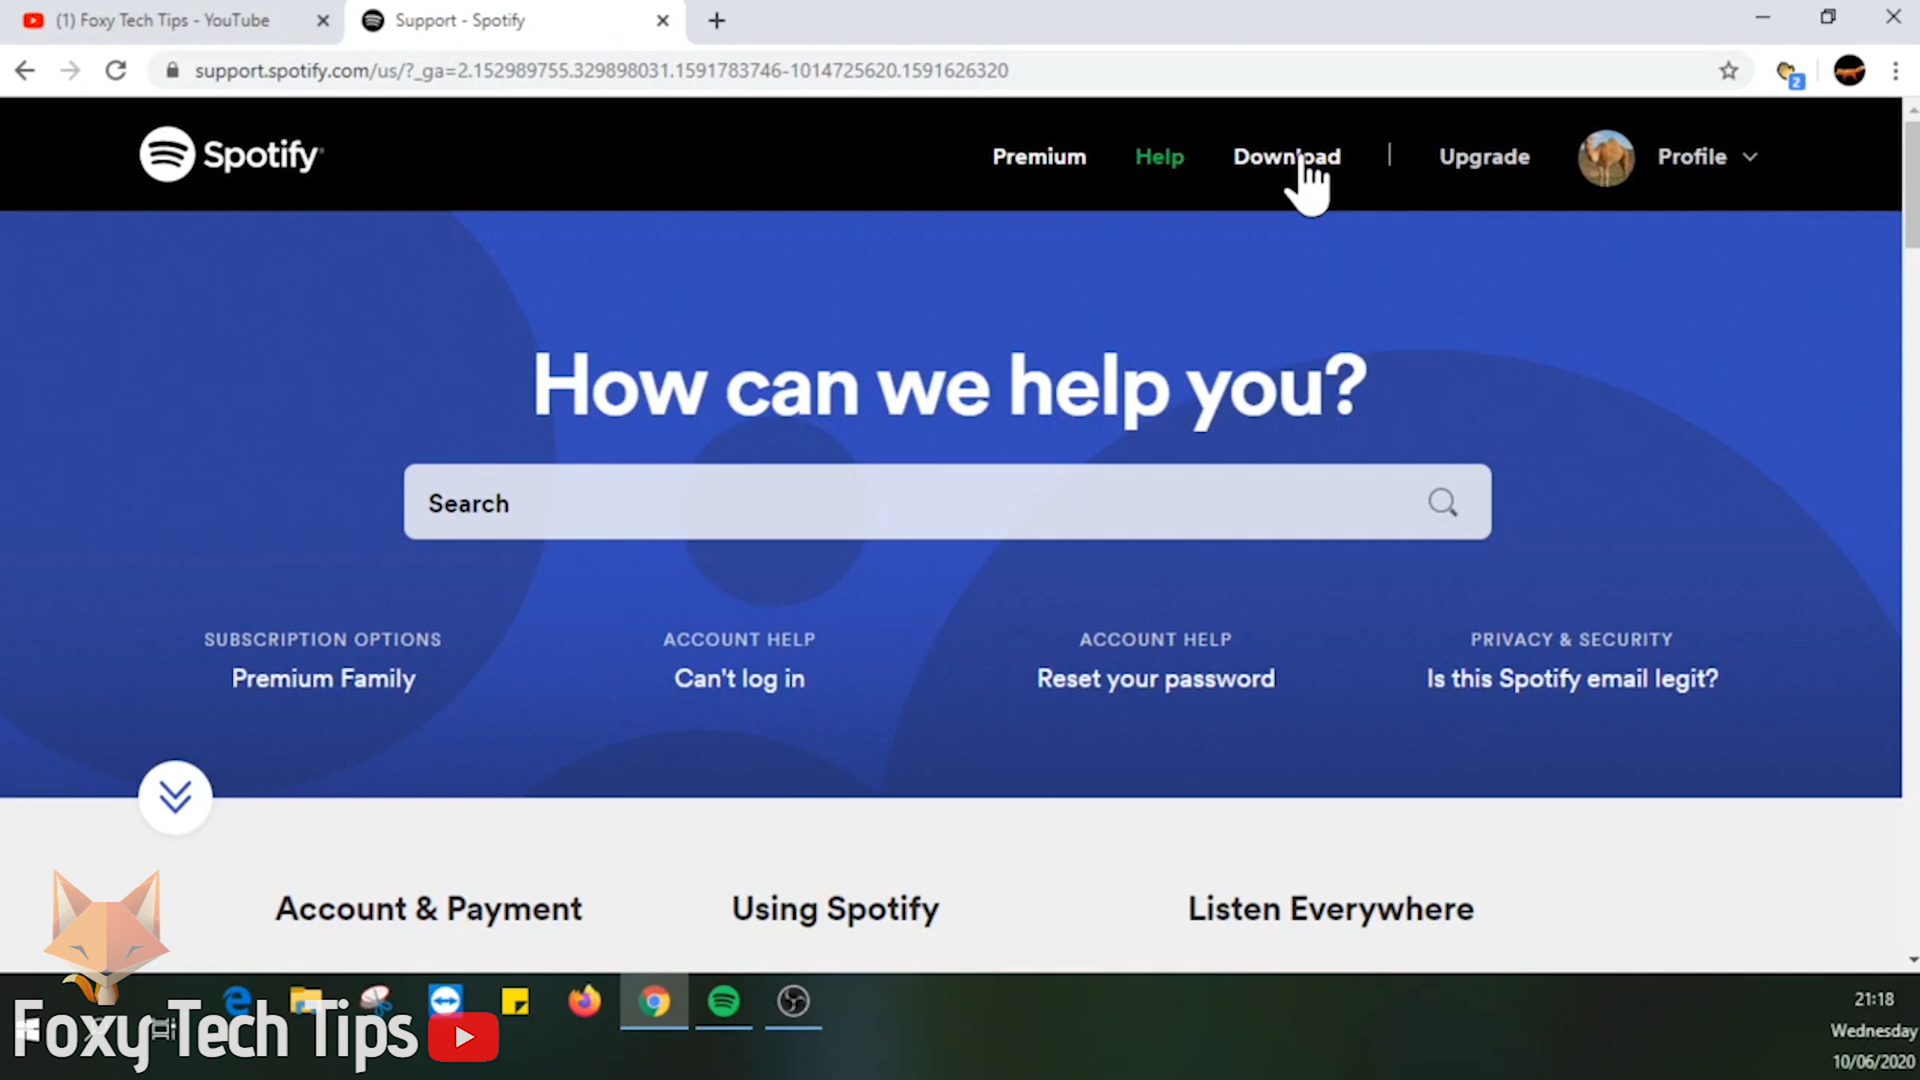 (1) Foxy Tech Tips - YouTube
Support - Spotify
support.spotify.com/us/?_ga=2.152989755.329898031.1591783746-1014725620.1591626320
2
Spotify
Premium
Help
Download
Upgrade
Profile
How can we help you?
Search
SUBSCRIPTION OPTIONS
Premium Family
ACCOUNT HELP
Can't log in
ACCOUNT HELP
Reset your password
PRIVACY & SECURITY
Is this Spotify email legit?
Account & Payment
Using Spotify
Listen Everywhere
Foxy Tech Tips
21:18
Wednesday
10/06/2020